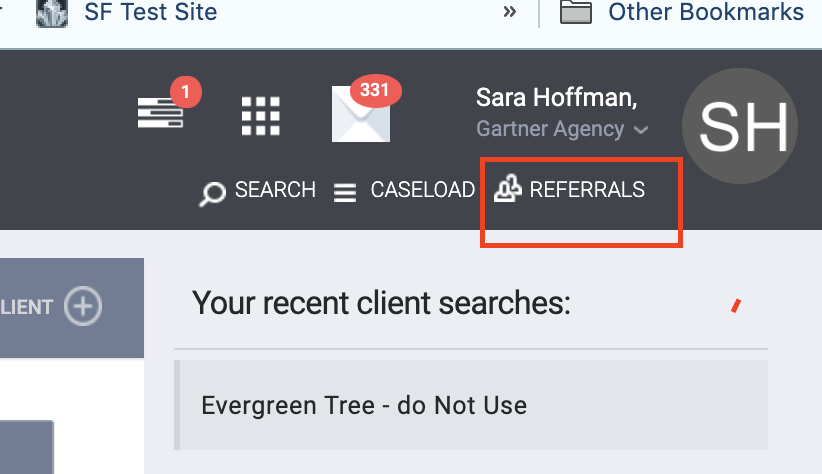 SF Test Site
»
Other Bookmarks
1
331
Sara Hoffman,
Gartner Agency
SH
SEARCH
CASELOAD
REFERRALS
LIENT
Your recent client searches:
Evergreen Tree - do Not Use